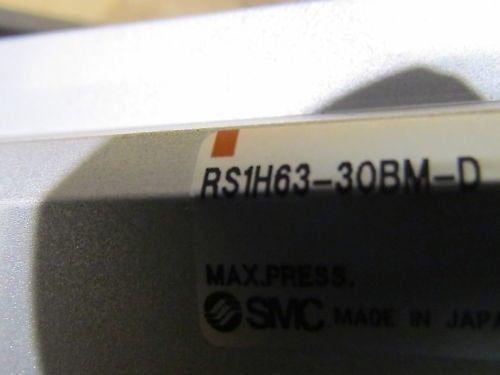 RS1H63-30BM-D
MAX.PRESS.
SMC MADE IN JAPA